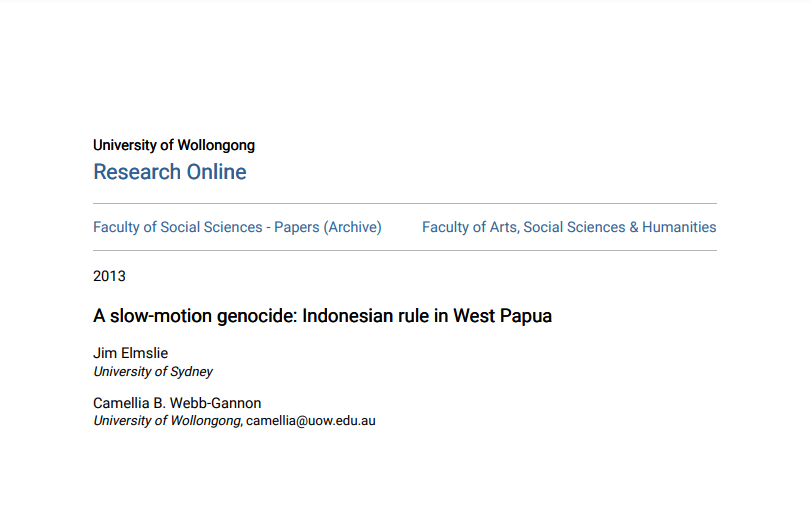 University of Wollongong
Research Online
Faculty of Social Sciences - Papers (Archive) Faculty of Arts, Social Sciences & Humanities
2013
A slow-motion genocide: Indonesian rule in West Papua
Jim Elmslie
University of Sydney
Camellia B. Webb-Gannon
University of Wollongong, camellia@uow.edu.au